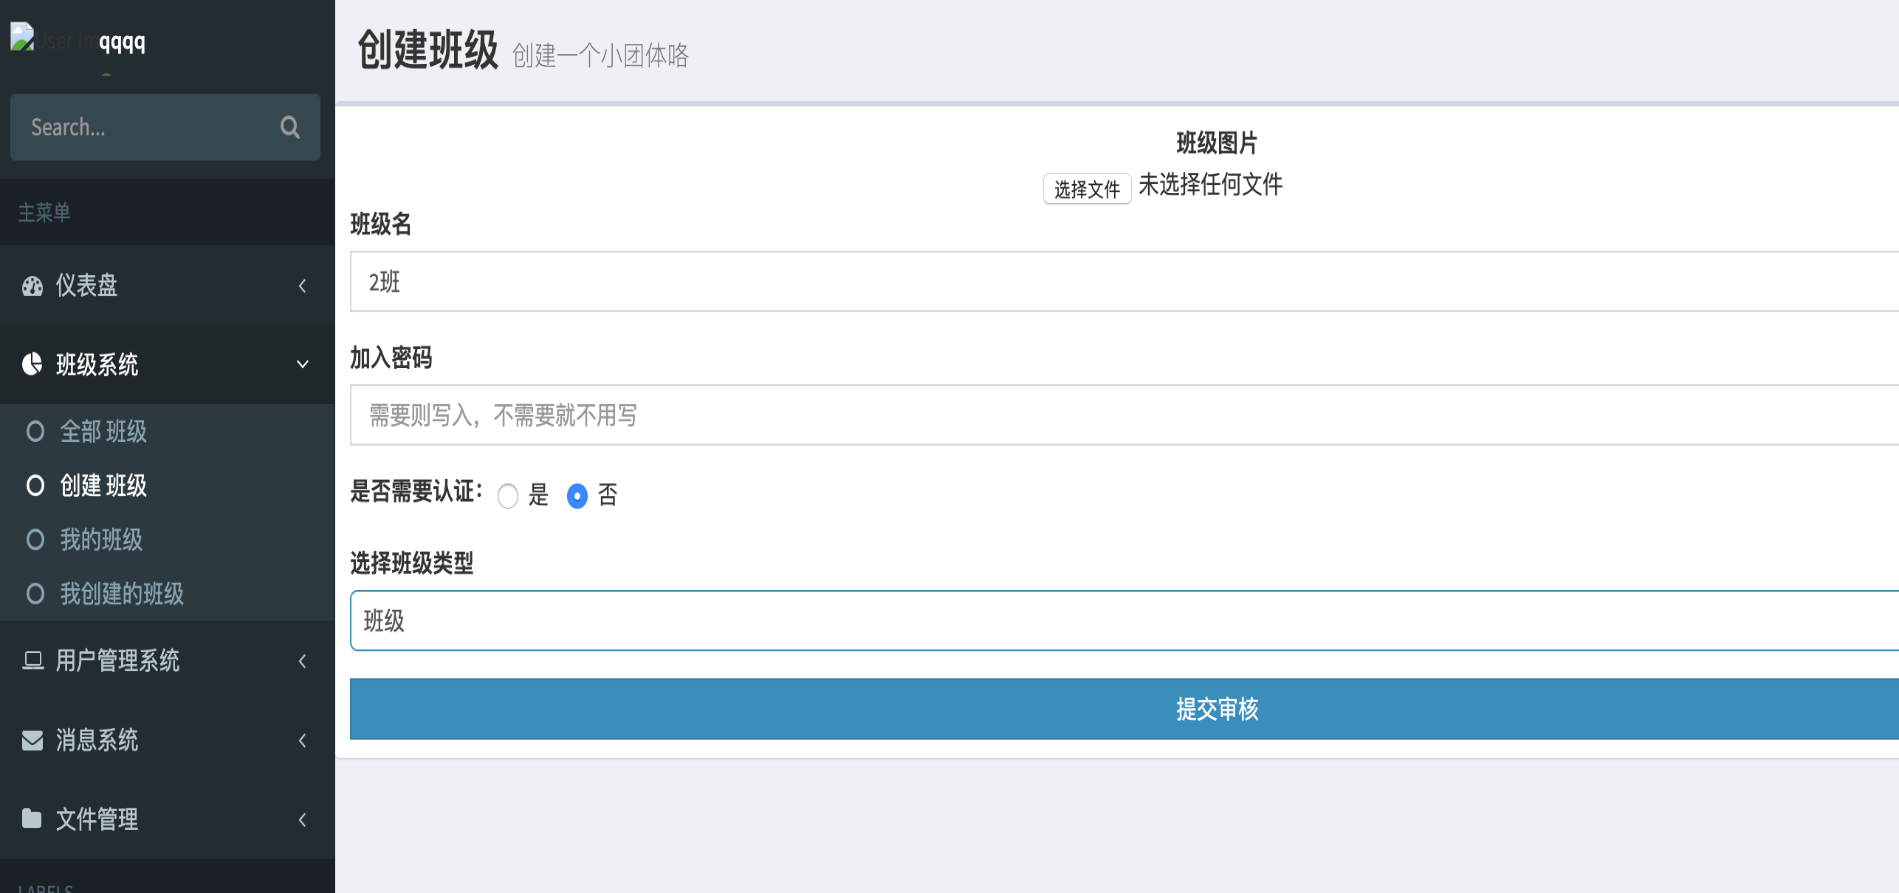 qqqq
Search...
主菜单
仪表盘
班级系统
全部 班级
创建 班级
我的班级
我创建的班级
用户管理系统
消息系统
文件管理
LABELS
创建班级 创建一个小团体咯
班级图片
选择文件 未选择任何文件
班级名
2班
加入密码
需要则写入，不需要就不用写
是否需要认证： 是 否
选择班级类型
班级
提交审核